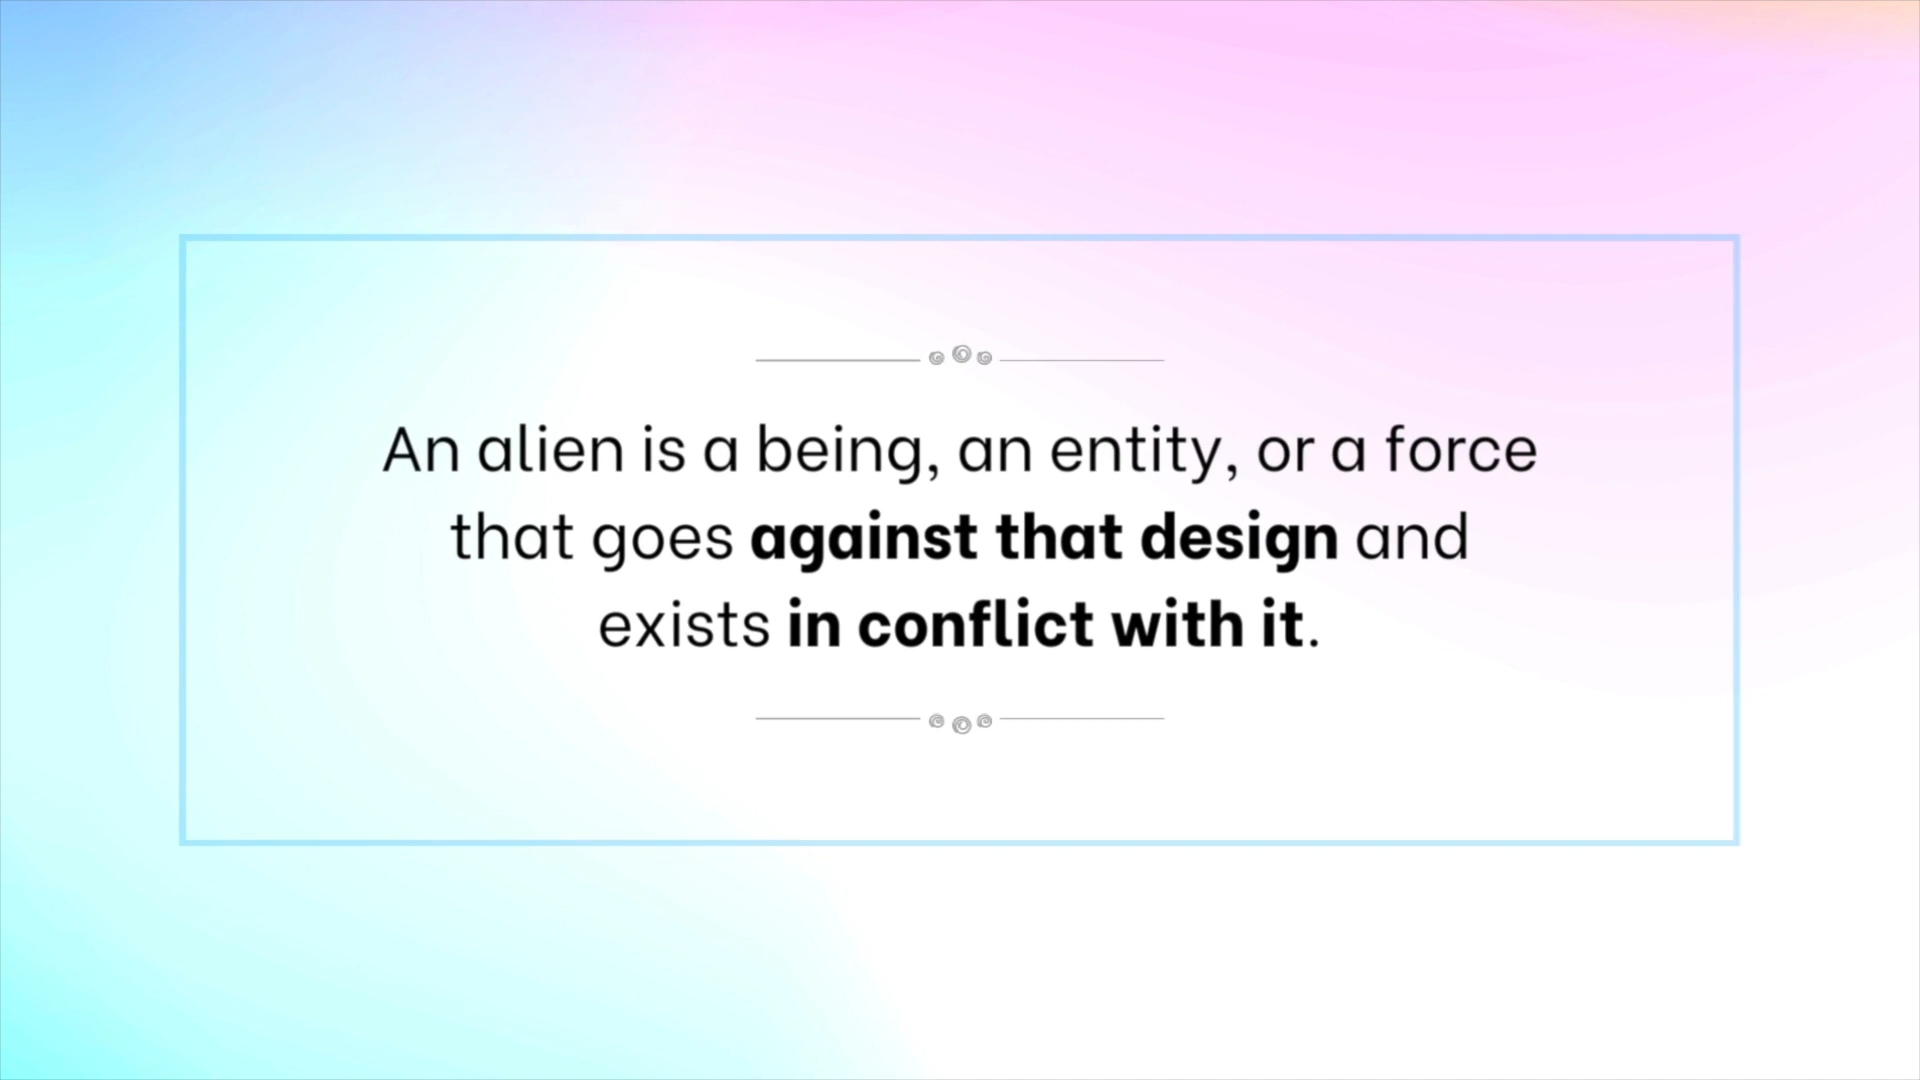 An alien is a being, an entity, or a force
that goes against that design and
exists in conflict with it.